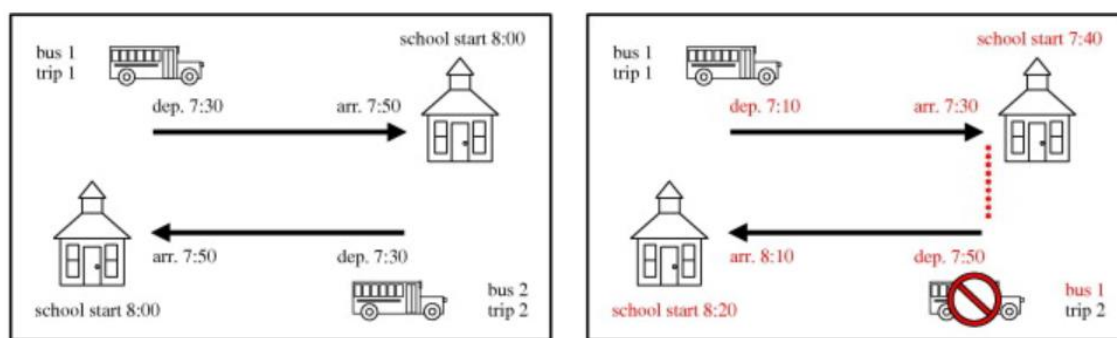 school start 8:00
bus 1
trip 1
dep. 7:30 arr. 7:50
arr. 7:50 dep. 7:30
school start 8:00
bus 2
trip 2
school start 7:40
bus 1
trip 1
dep. 7:10 arr. 7:30
arr. 8:10 dep. 7:50
school start 8:20
bus 1
trip 2